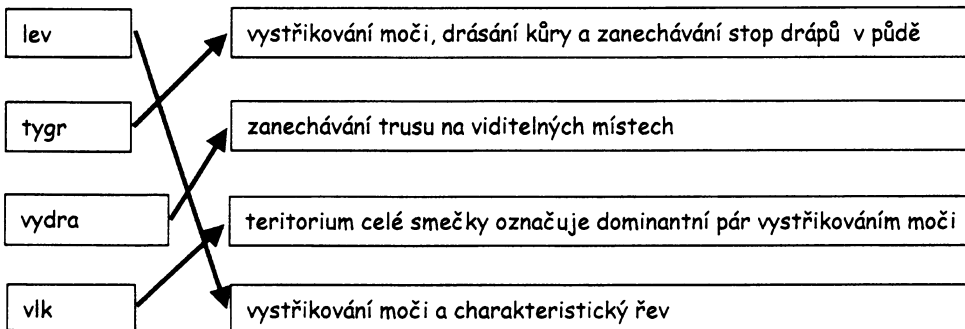 lev
vystřikování moči, drásání kůry a zanechávání stop drápů v půdě
tygr
zanechávání trusu na viditelných místech
vydra
teritorium celé smečky označuje dominantní pár vystřikováním moči
vlk
vystřikování moči a charakteristický řev